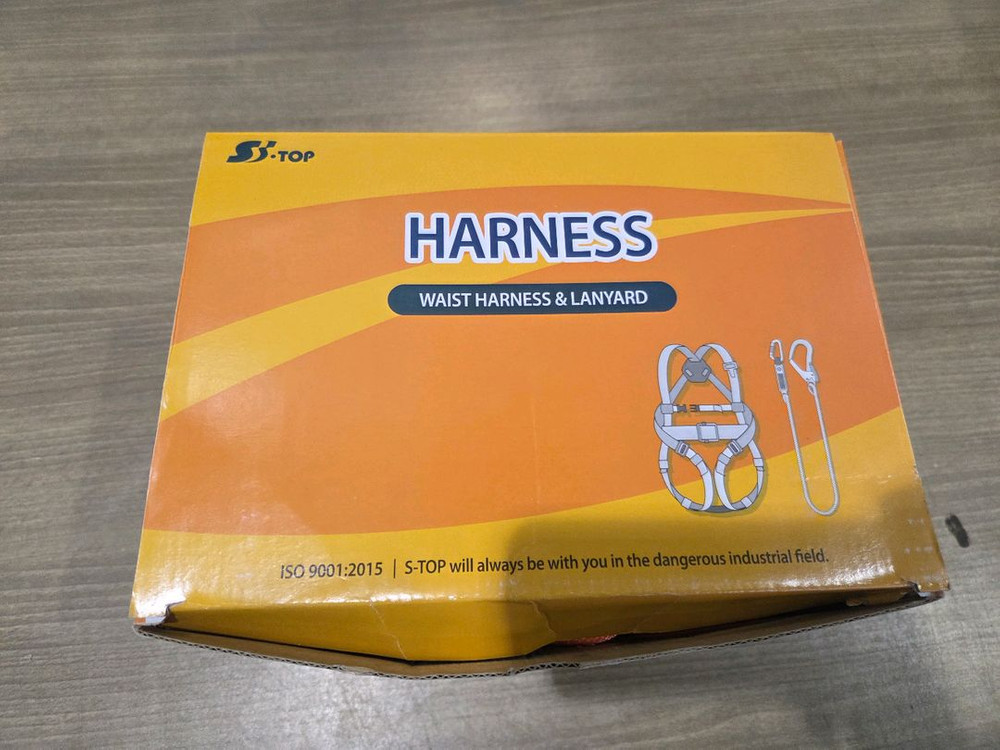 S-TOP
HARNESS
WAIST HARNESS & LANYARD
ISO 9001:2015 | S-TOP will always be with you in the dangerous industrial field.